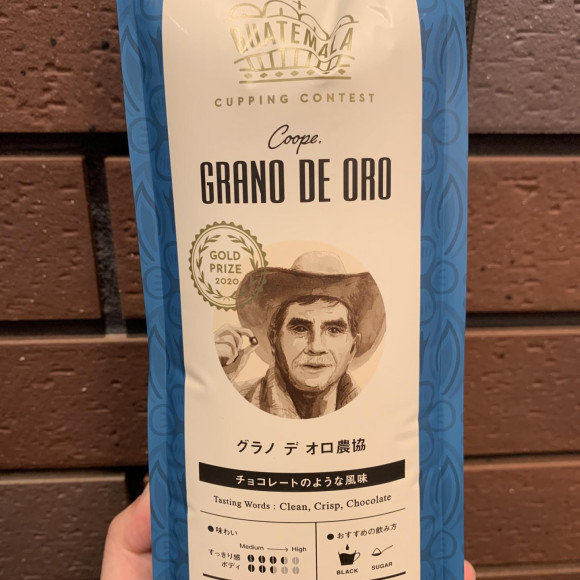 GUATEMALA
CUPPING CONTEST
Coope.
GRANO DE ORO
GOLD
PRIZE
2020
グラノ デ オロ農協
チョコレートのような風味
Tasting Words : Clean, Crisp, Chocolate
●味わい
Medium → High
すっきり感
ボディ
●おすすめの飲み方
BLACK
SUGAR